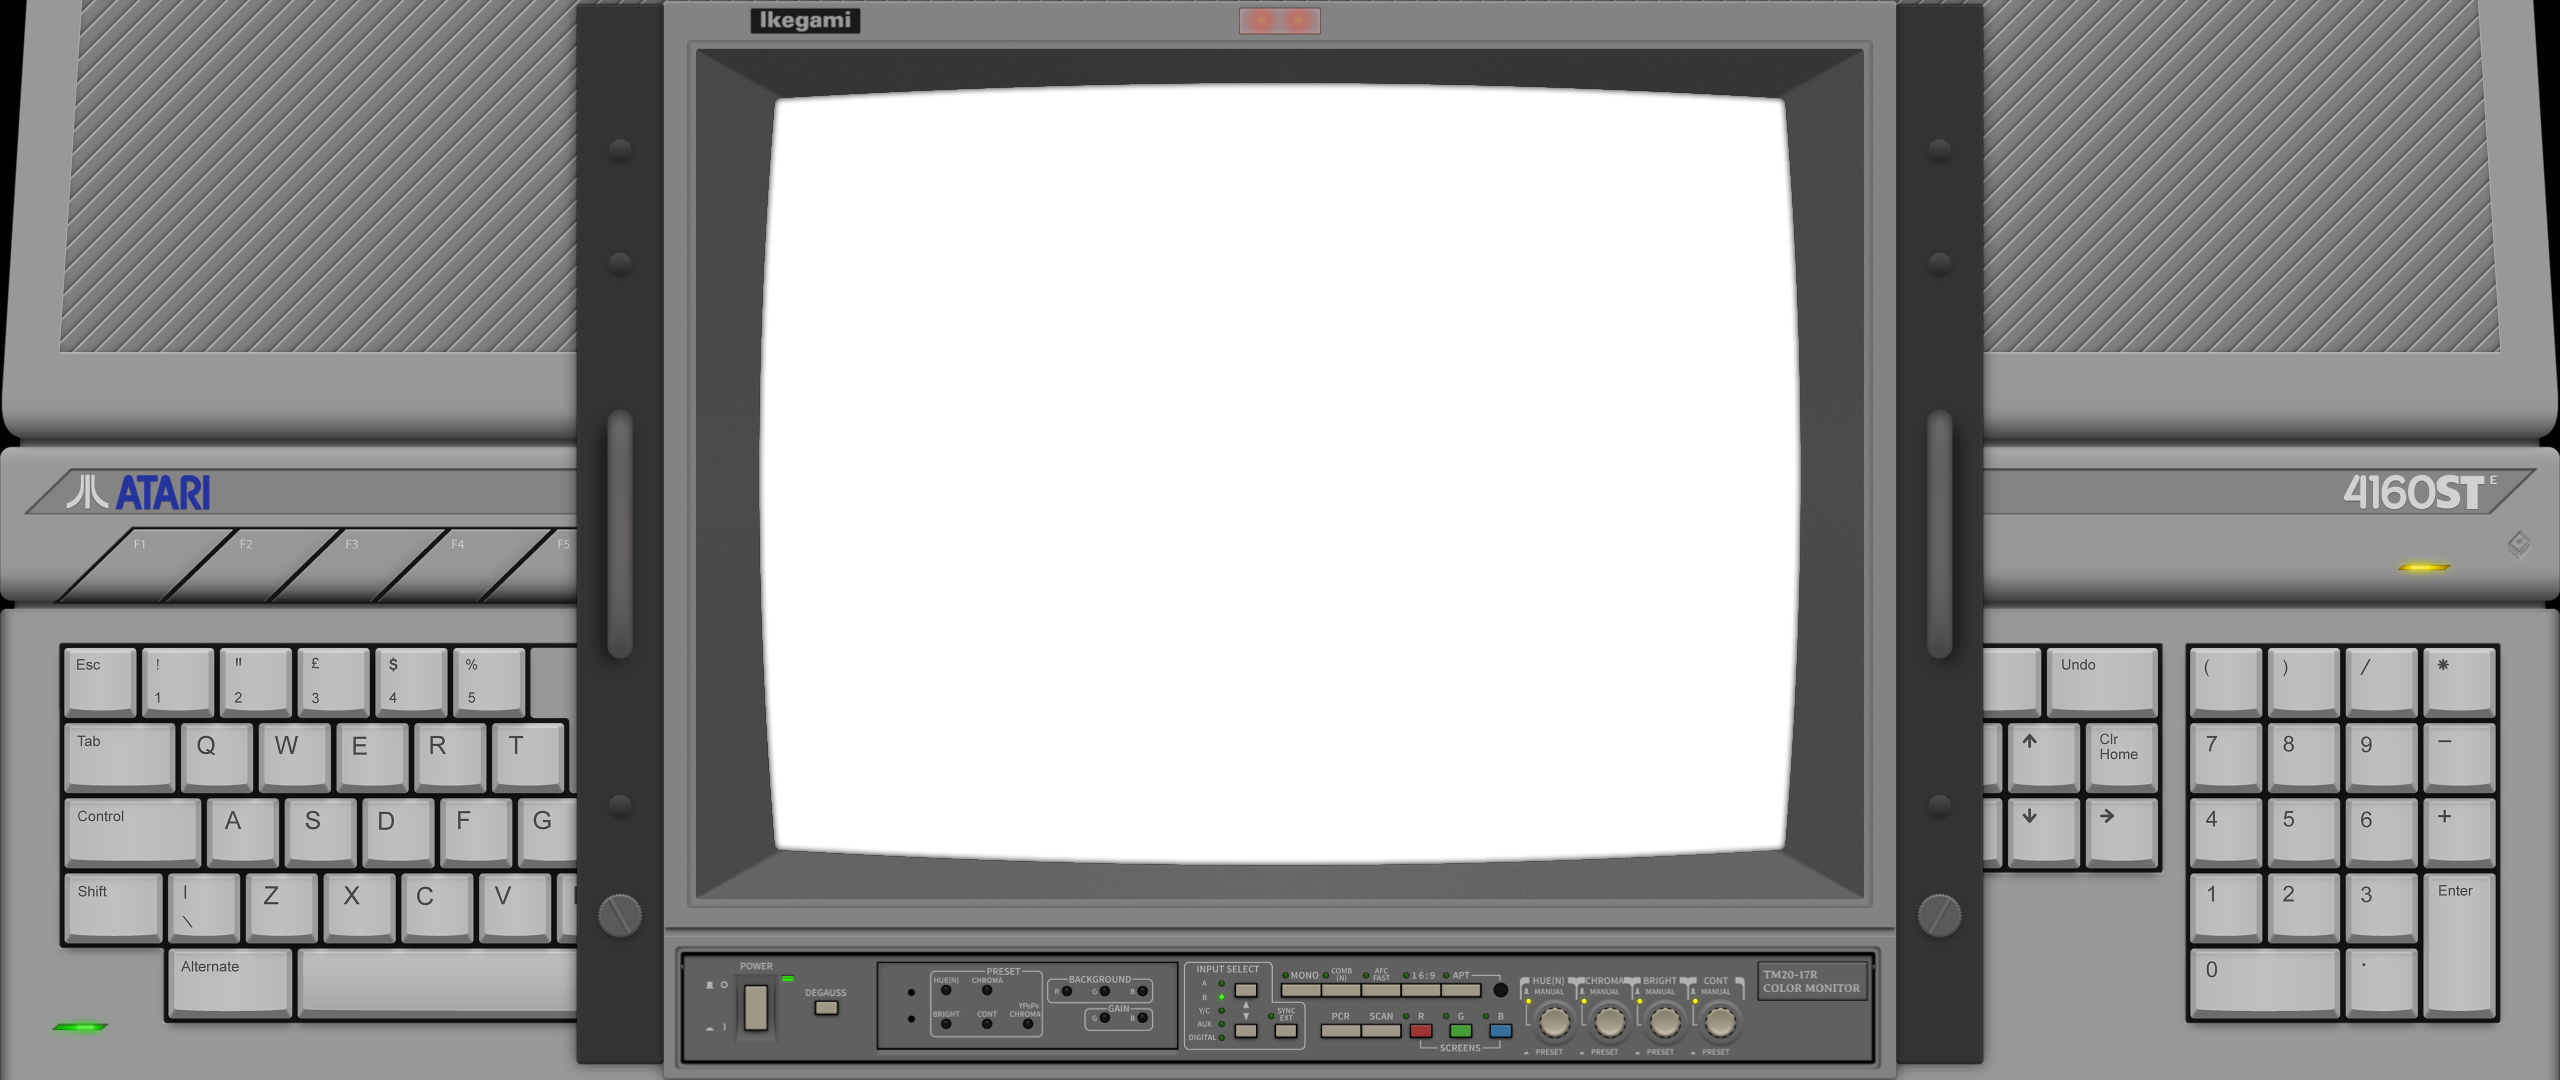 Ikegami
ATARI
4160STE
F1 F2 F3 F4 F5
Esc
! 1
" 2
£ 3
$ 4
% 5
Undo
( ) / *
Tab Q W E R T
Clr Home
7 8 9 −
Control A S D F G
4 5 6 +
Shift | \ Z X C V
1 2 3 Enter
Alternate
0 .
POWER
DEGAUSS
PRESET
HUE(N) CHROMA
BRIGHT CONT YPBPR CHROMA
BACKGROUND
R G B
GAIN
G B
INPUT SELECT
A
B
Y/C
AUX
DIGITAL
SYNC EXT
MONO COMB (N) AFC FAST 16:9 APT
PCR SCAN R G B
SCREENS
HUE(N) CHROMA BRIGHT CONT
MANUAL MANUAL MANUAL MANUAL
PRESET PRESET PRESET PRESET
TM20-17R
COLOR MONITOR